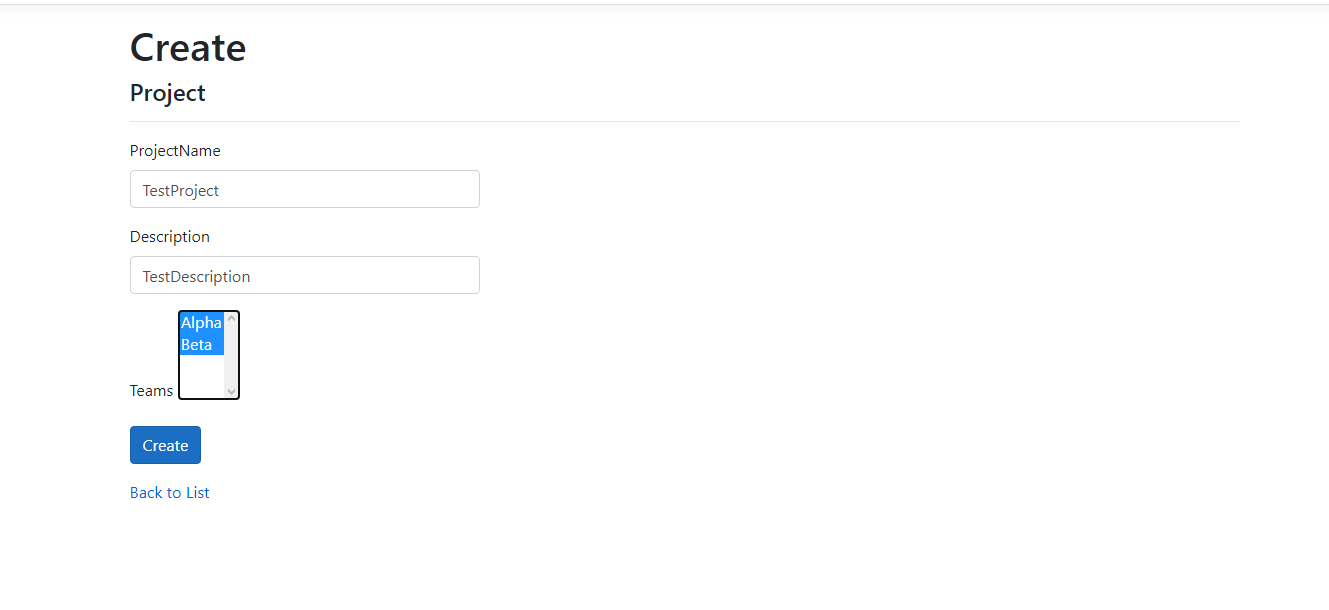 Create
Project
ProjectName
TestProject
Description
TestDescription
Alpha
Beta
Teams
Create
Back to List